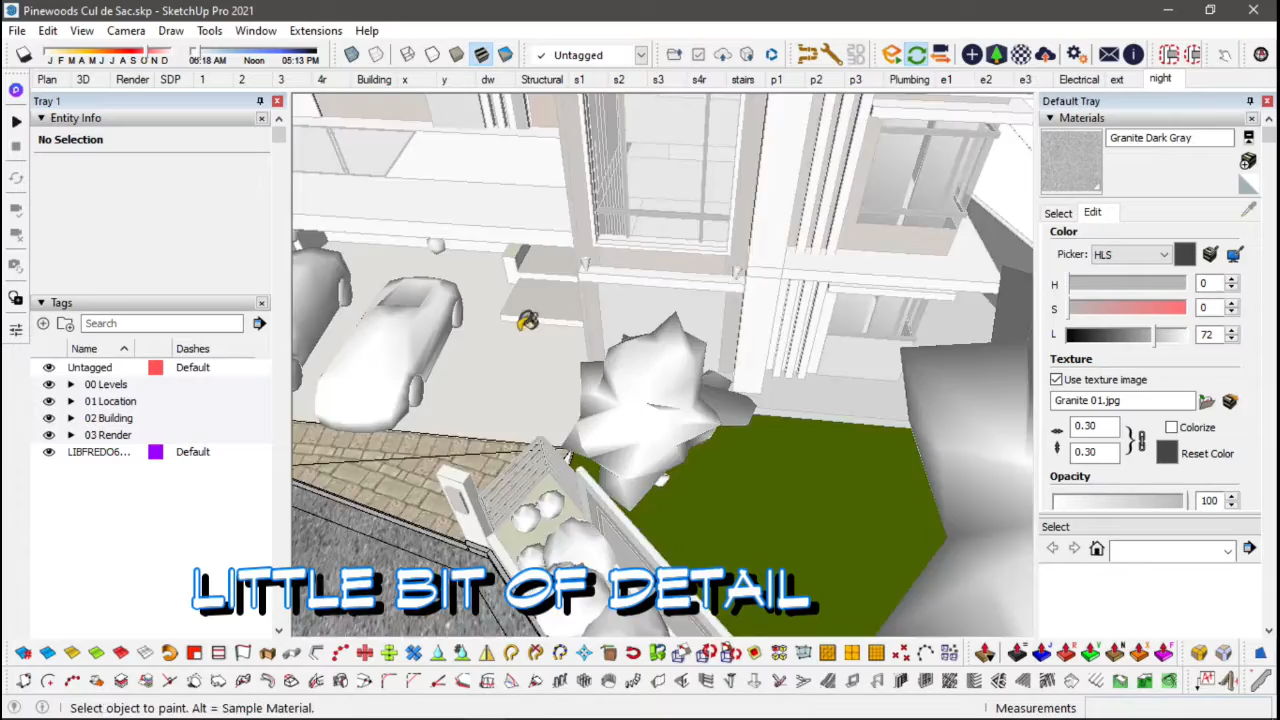 Pinewoods Cul de Sac.skp - SketchUp Pro 2021
File Edit View Camera Draw Tools Window Extensions Help
J F M A M J J A S O N D
06:18 AM Noon 05:13 PM
✓ Untagged
Plan 3D Render SDP 1 2 3 4r Building x y dw Structural s1 s2 s3 s4r stairs p1 p2 p3 Plumbing e1 e2 e3 Electrical ext night
Tray 1
Entity Info
No Selection
Tags
Search
Name Dashes
Untagged Default
00 Levels
01 Location
02 Building
03 Render
LIBFREDO6... Default
Default Tray
Materials
Granite Dark Gray
Select Edit
Color
Picker: HLS
H 0
S 0
L 72
Texture
Use texture image
Granite 01.jpg
0.30
Colorize
0.30
Reset Color
Opacity
100
Select
LITTLE BIT OF DETAIL
Select object to paint. Alt = Sample Material.
Measurements